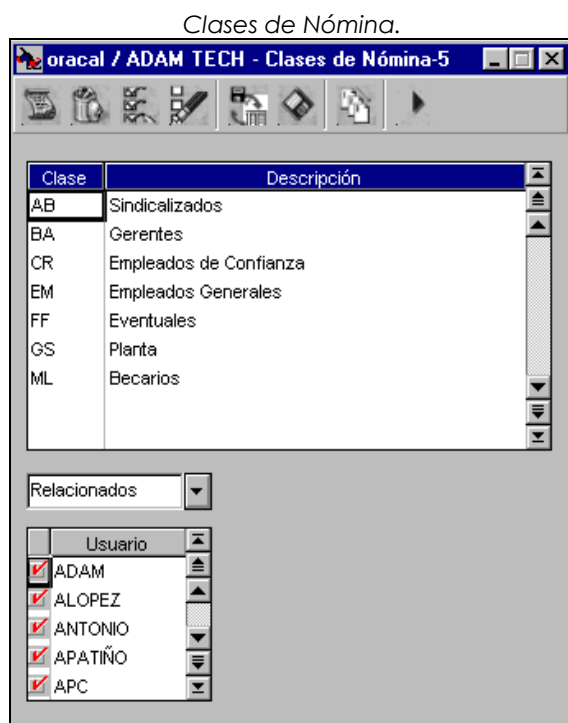 Clases de Nómina.
oracal / ADAM TECH - Clases de Nómina-5
Clase Descripción
AB Sindicalizados
BA Gerentes
CR Empleados de Confianza
EM Empleados Generales
FF Eventuales
GS Planta
ML Becarios
Relacionados
Usuario
ADAM
ALOPEZ
ANTONIO
APATIÑO
APC